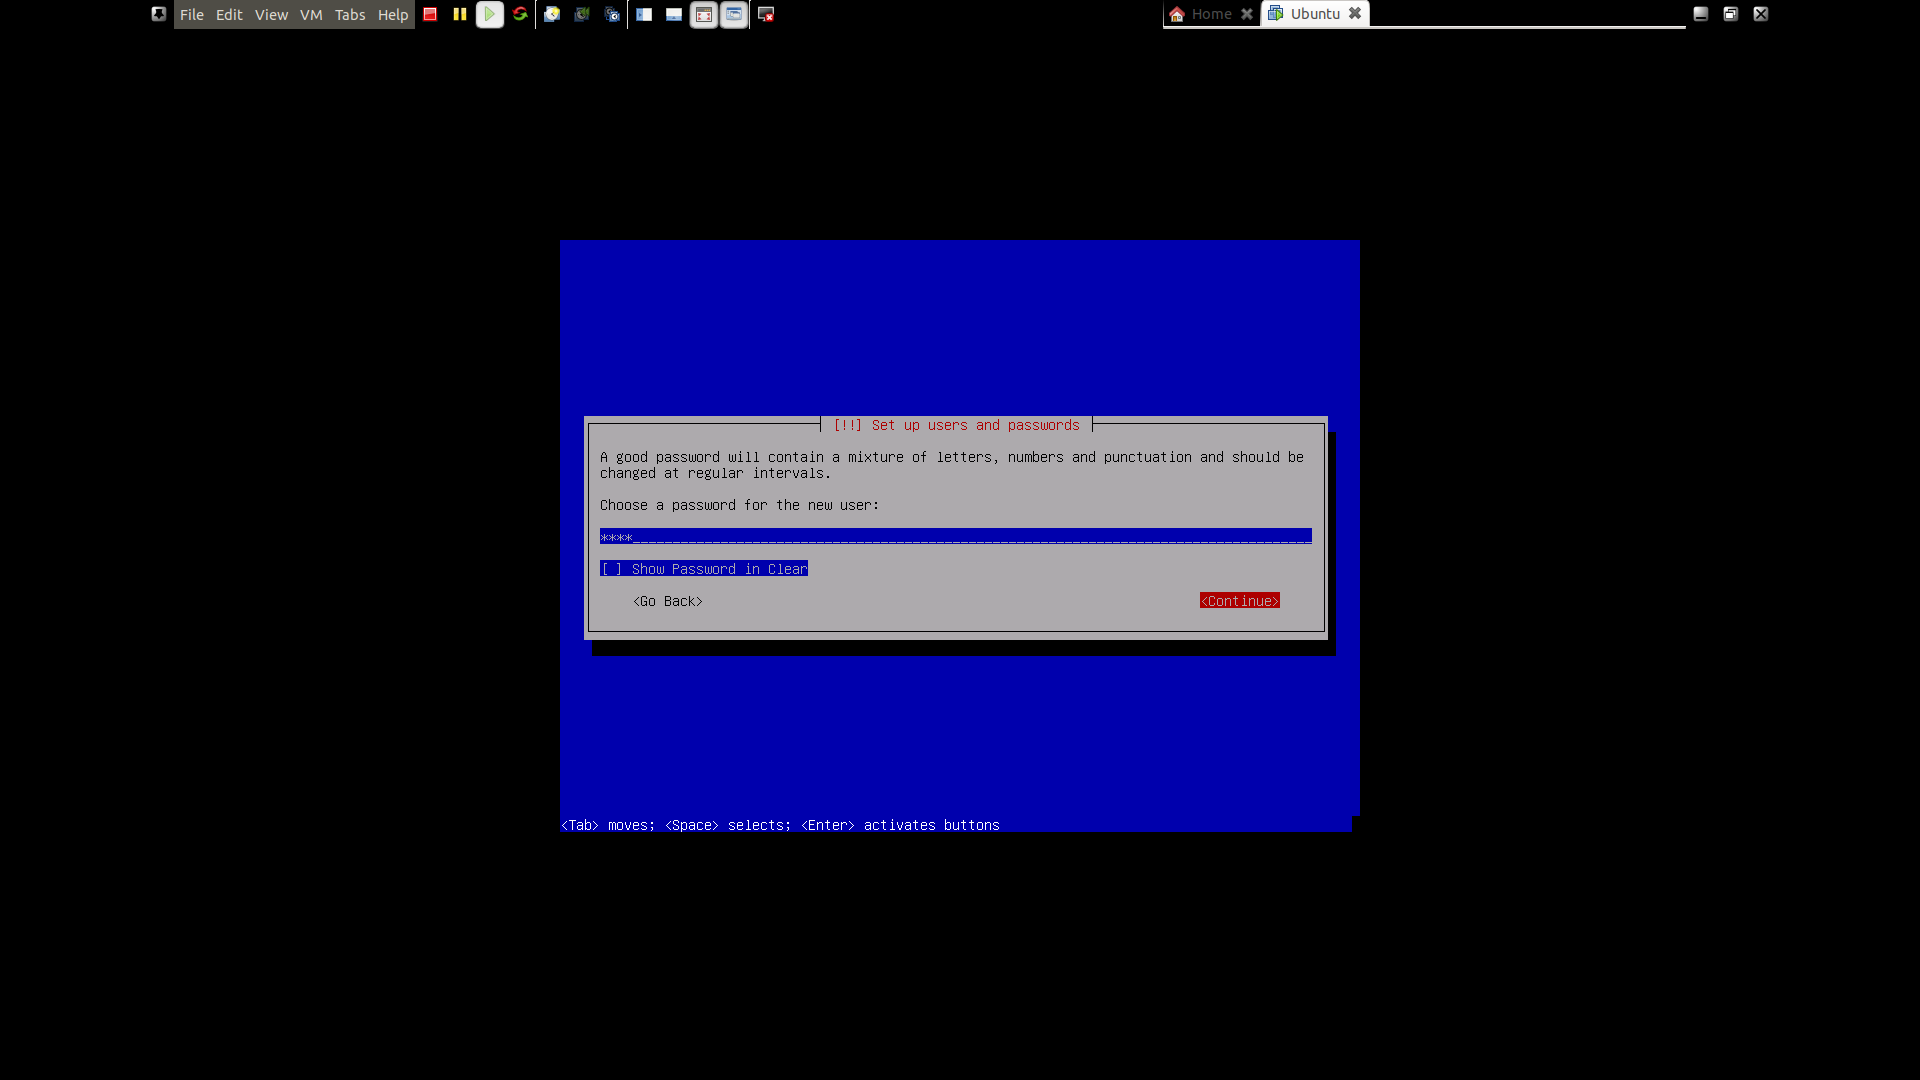 File Edit View VM Tabs Help Home Ubuntu
[!!] Set up users and passwords
A good password will contain a mixture of letters, numbers and punctuation and should be
changed at regular intervals.
Choose a password for the new user:
****
[ ] Show Password in Clear
<Go Back> <Continue>
<Tab> moves; <Space> selects; <Enter> activates buttons